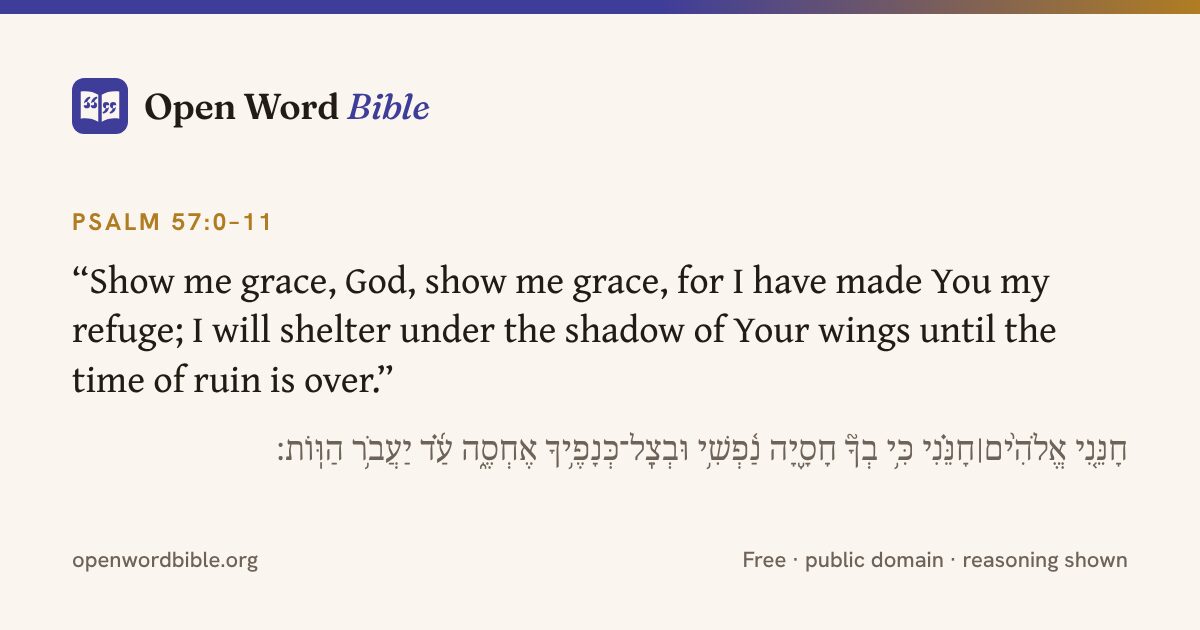 Open Word Bible
PSALM 57:0–11
“Show me grace, God, show me grace, for I have made You my
refuge; I will shelter under the shadow of Your wings until the
time of ruin is over.”
חׇנֵּ֤נִי אֱלֹהִ֨ים׀חׇנֵּ֗נִי כִּ֥י בְךָ֮ חָסָ֢יָה נַ֫פְשִׁ֥י וּבְצֵֽל־כְּנָפֶ֥יךָ אֶחְסֶ֑ה עַ֝֗ד יַעֲבֹ֥ר הַוּֽוֹת׃
openwordbible.org
Free · public domain · reasoning shown